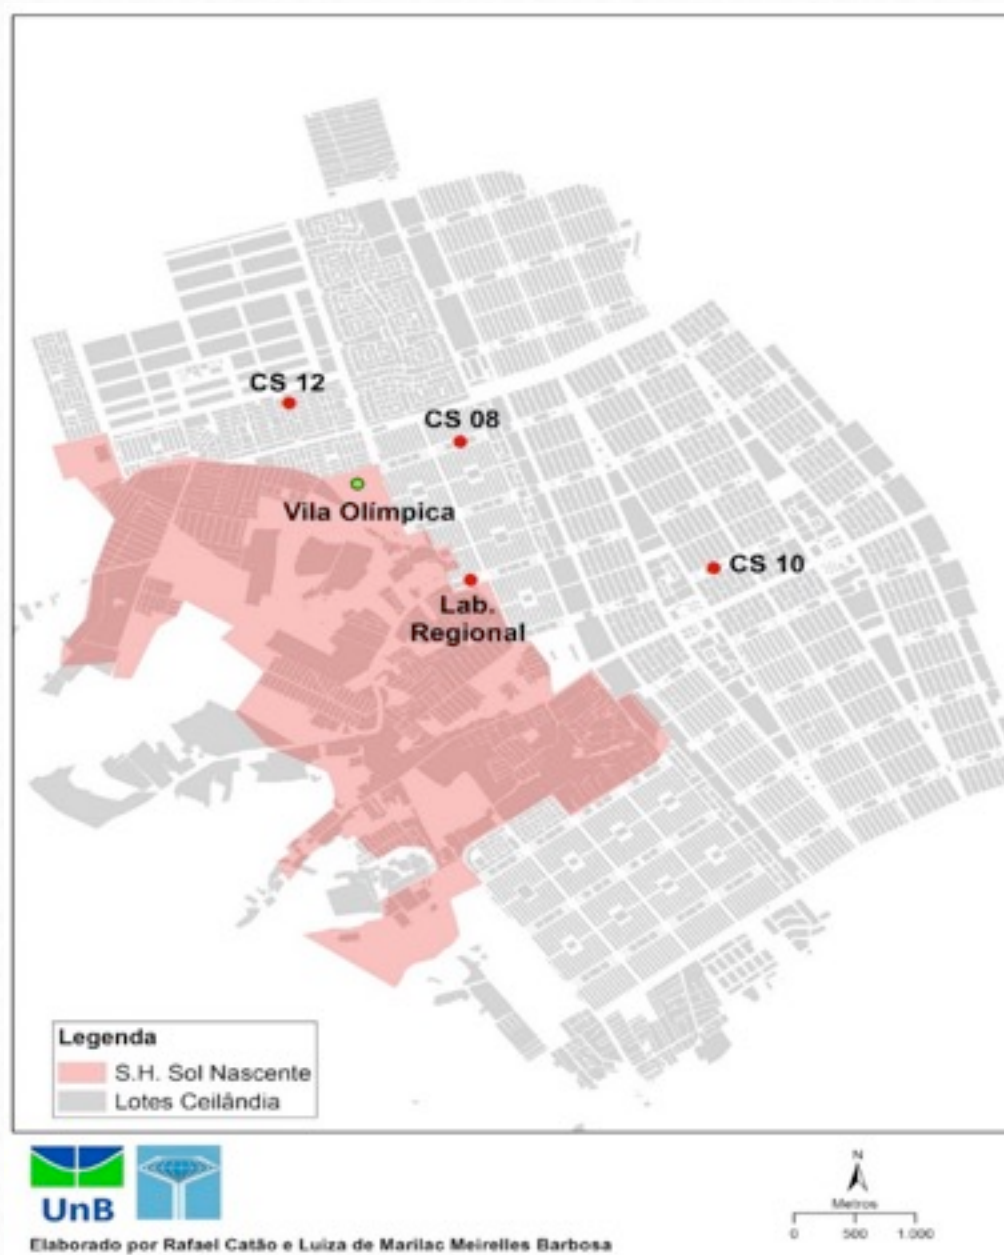 CS 12
CS 08
Vila Olímpica
CS 10
Lab.
Regional
Legenda
S.H. Sol Nascente
Lotes Ceilândia
UnB
N
Metros
0 500 1.000
Elaborado por Rafael Catão e Luiza de Marilac Meirelles Barbosa